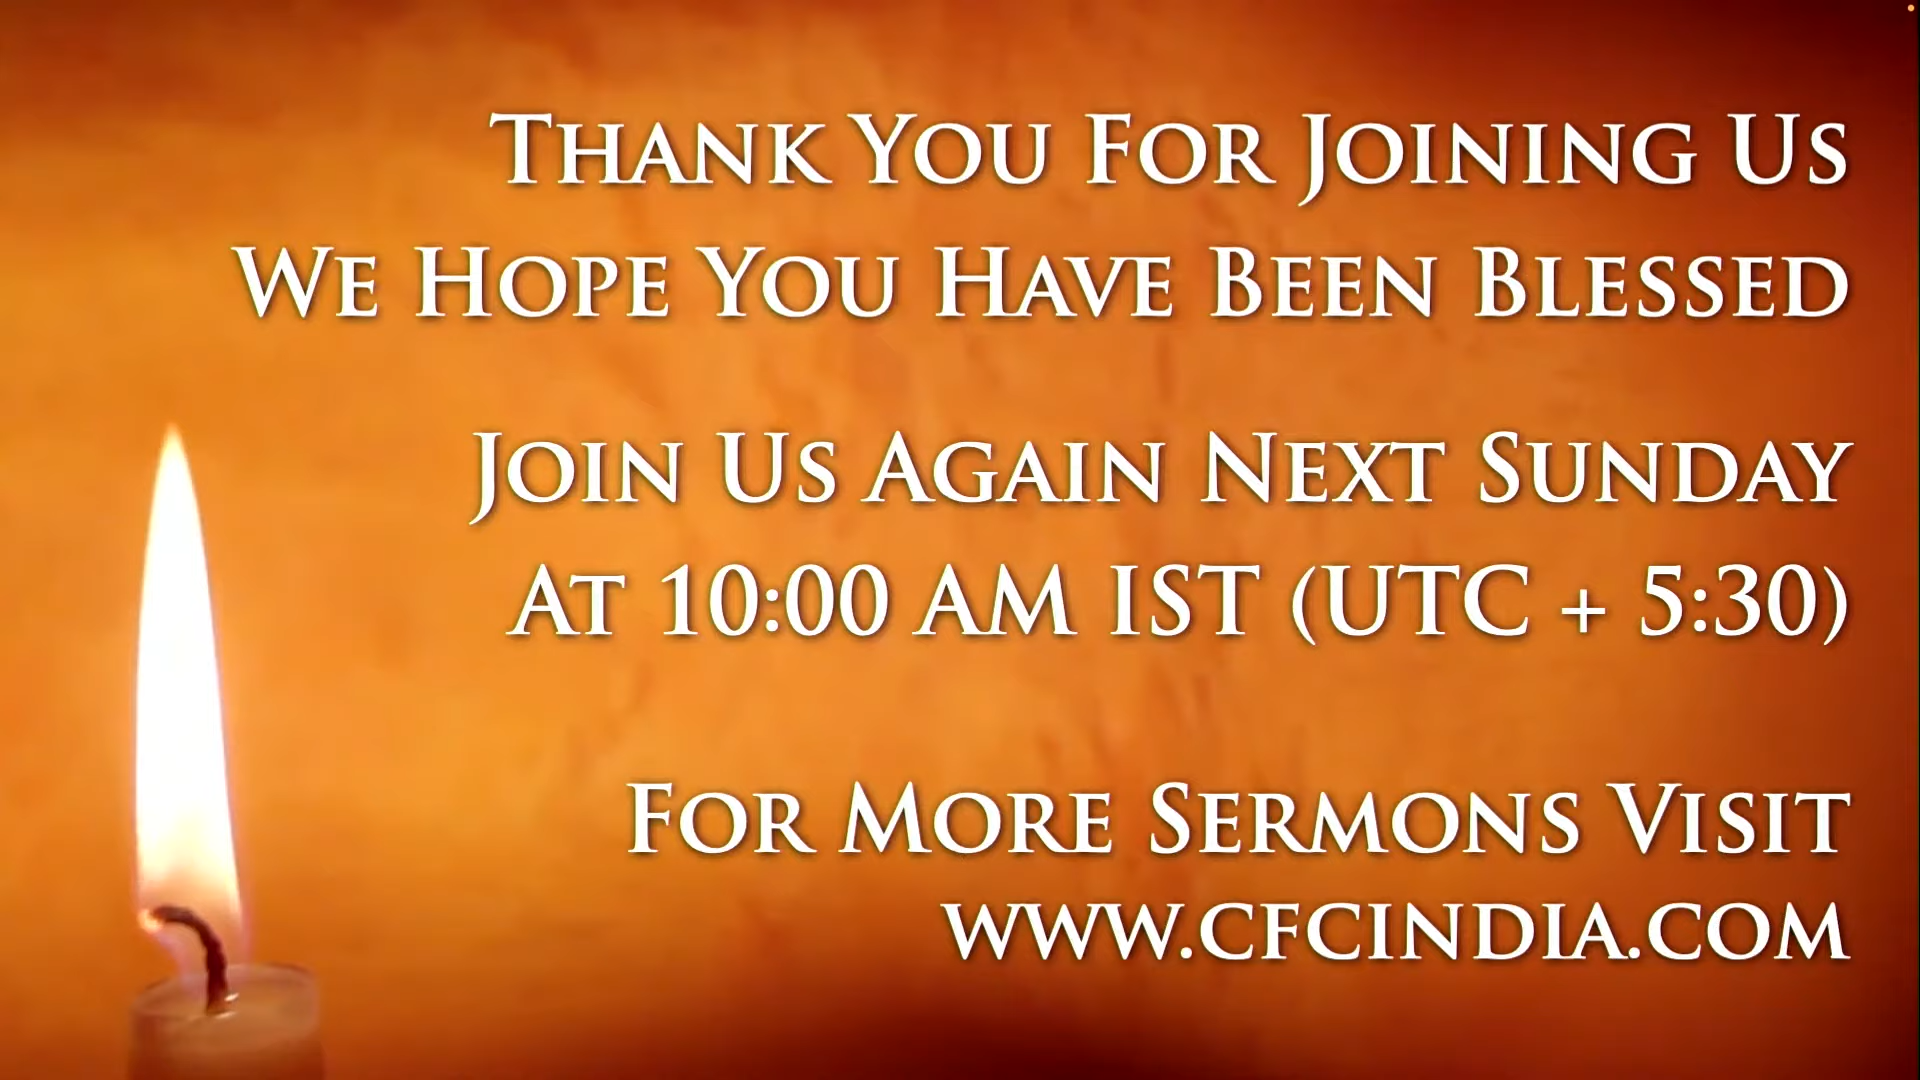 Thank You For Joining Us
We Hope You Have Been Blessed
Join Us Again Next Sunday
At 10:00 AM IST (UTC + 5:30)
For More Sermons Visit
www.cfcindia.com